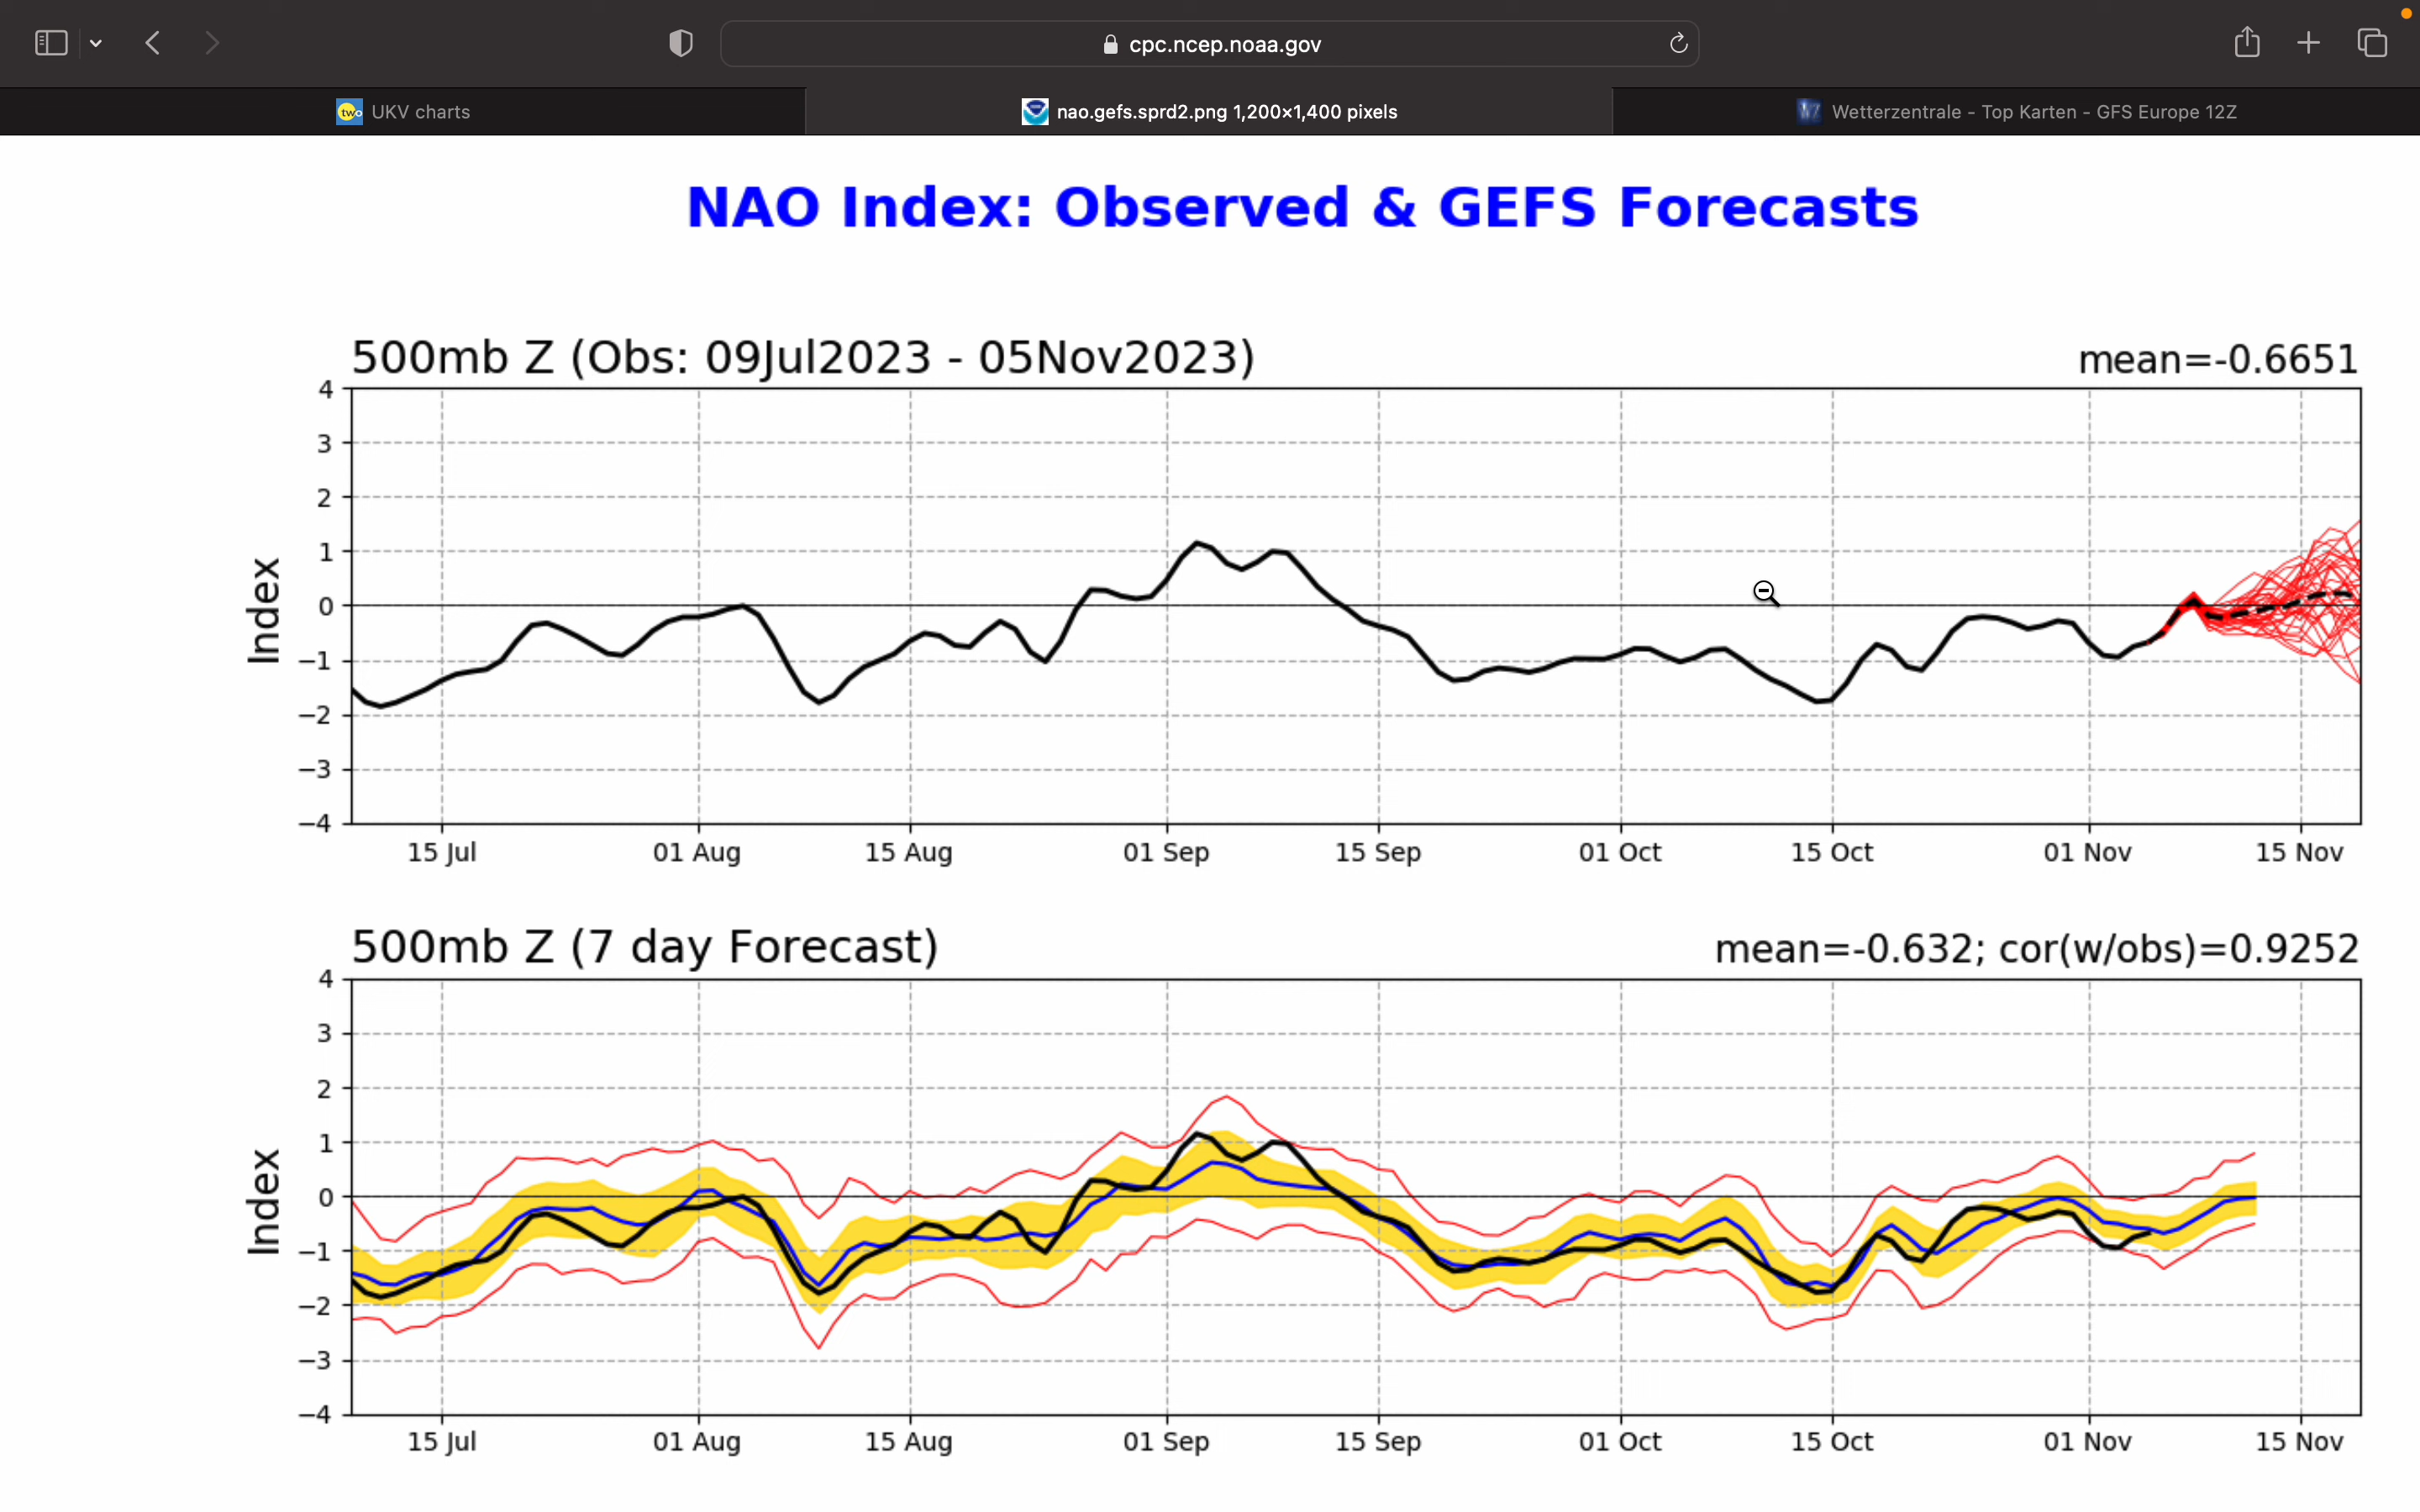 cpc.ncep.noaa.gov
two UKV charts
nao.gefs.sprd2.png 1,200×1,400 pixels
Wetterzentrale - Top Karten - GFS Europe 12Z
NAO Index: Observed & GEFS Forecasts
500mb Z (Obs: 09Jul2023 - 05Nov2023)
mean=-0.6651
4
3
2
1
0
−1
−2
−3
−4
Index
15 Jul 01 Aug 15 Aug 01 Sep 15 Sep 01 Oct 15 Oct 01 Nov 15 Nov
500mb Z (7 day Forecast)
mean=-0.632; cor(w/obs)=0.9252
4
3
2
1
0
−1
−2
−3
−4
Index
15 Jul 01 Aug 15 Aug 01 Sep 15 Sep 01 Oct 15 Oct 01 Nov 15 Nov